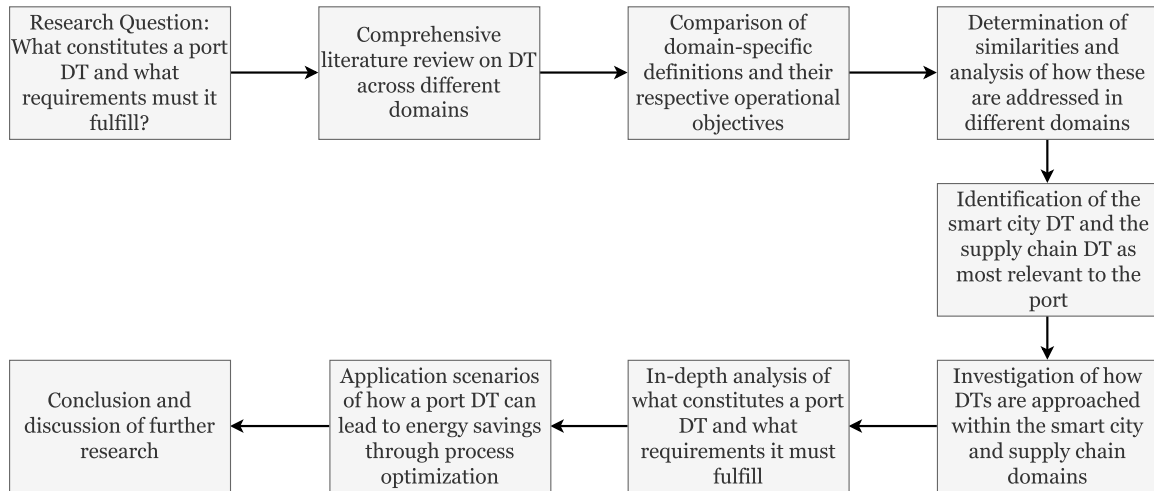 Research Question:
What constitutes a port
DT and what
requirements must it
fulfill?
Comprehensive
literature review on DT
across different
domains
Comparison of
domain-specific
definitions and their
respective operational
objectives
Determination of
similarities and
analysis of how these
are addressed in
different domains
Identification of the
smart city DT and the
supply chain DT as
most relevant to the
port
Investigation of how
DTs are approached
within the smart city
and supply chain
domains
In-depth analysis of
what constitutes a port
DT and what
requirements it must
fulfill
Application scenarios
of how a port DT can
lead to energy savings
through process
optimization
Conclusion and
discussion of further
research